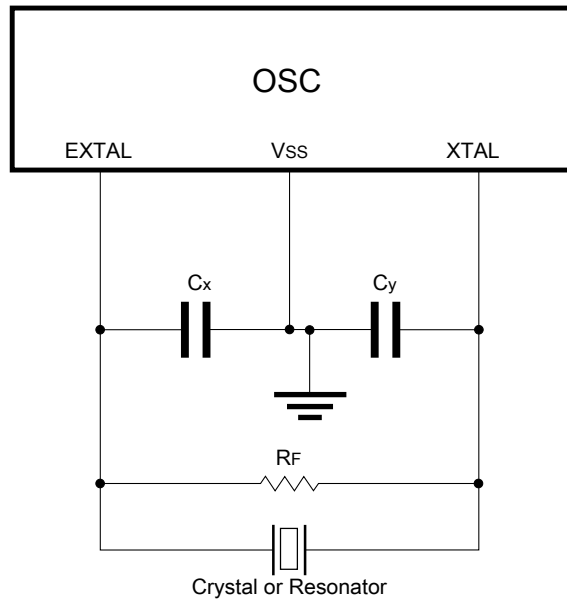 OSC
EXTAL VSS XTAL
Cx Cy
RF
Crystal or Resonator